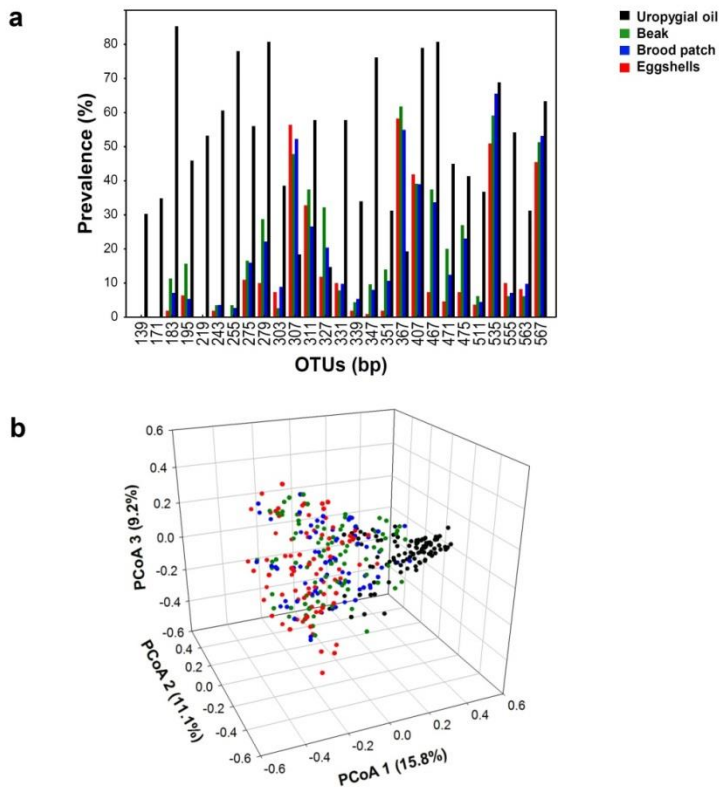 a
Uropygial oil
Beak
Brood patch
Eggshells
Prevalence (%)
80
70
60
50
40
30
20
10
0
139 171 183 195 219 243 255 275 279 303 307 311 327 331 339 347 351 367 407 467 471 475 511 535 555 563 567
OTUs (bp)
b
PCoA 3 (9.2%)
0.6
0.4
0.2
0.0
-0.2
-0.4
-0.6
PCoA 2 (11.1%)
0.4
0.2
0.0
-0.2
-0.4
-0.6
-0.6 -0.4 -0.2 0.0 0.2 0.4 0.6
PCoA 1 (15.8%)